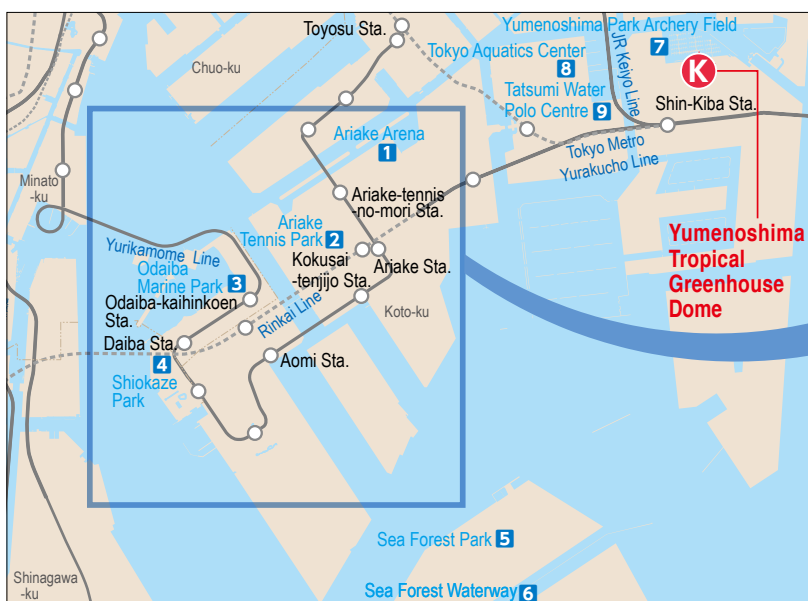 Toyosu Sta.
Yumenoshima Park Archery Field
7
Chuo-ku
Tokyo Aquatics Center
8
JR Keiyo Line
K
Tatsumi Water
Polo Centre 9
Shin-Kiba Sta.
Ariake Arena
1
Tokyo Metro
Yurakucho Line
Minato
-ku
Ariake-tennis
-no-mori Sta.
Ariake
Tennis Park 2
Yurikamome Line
Kokusai
-tenjijo Sta.
Ariake Sta.
Yumenoshima
Tropical
Greenhouse
Dome
Odaiba
Marine Park 3
Odaiba-kaihinkoen
Sta.
Rinkai Line
Koto-ku
Daiba Sta.
4
Shiokaze
Park
Aomi Sta.
Sea Forest Park 5
Shinagawa
-ku
Sea Forest Waterway 6